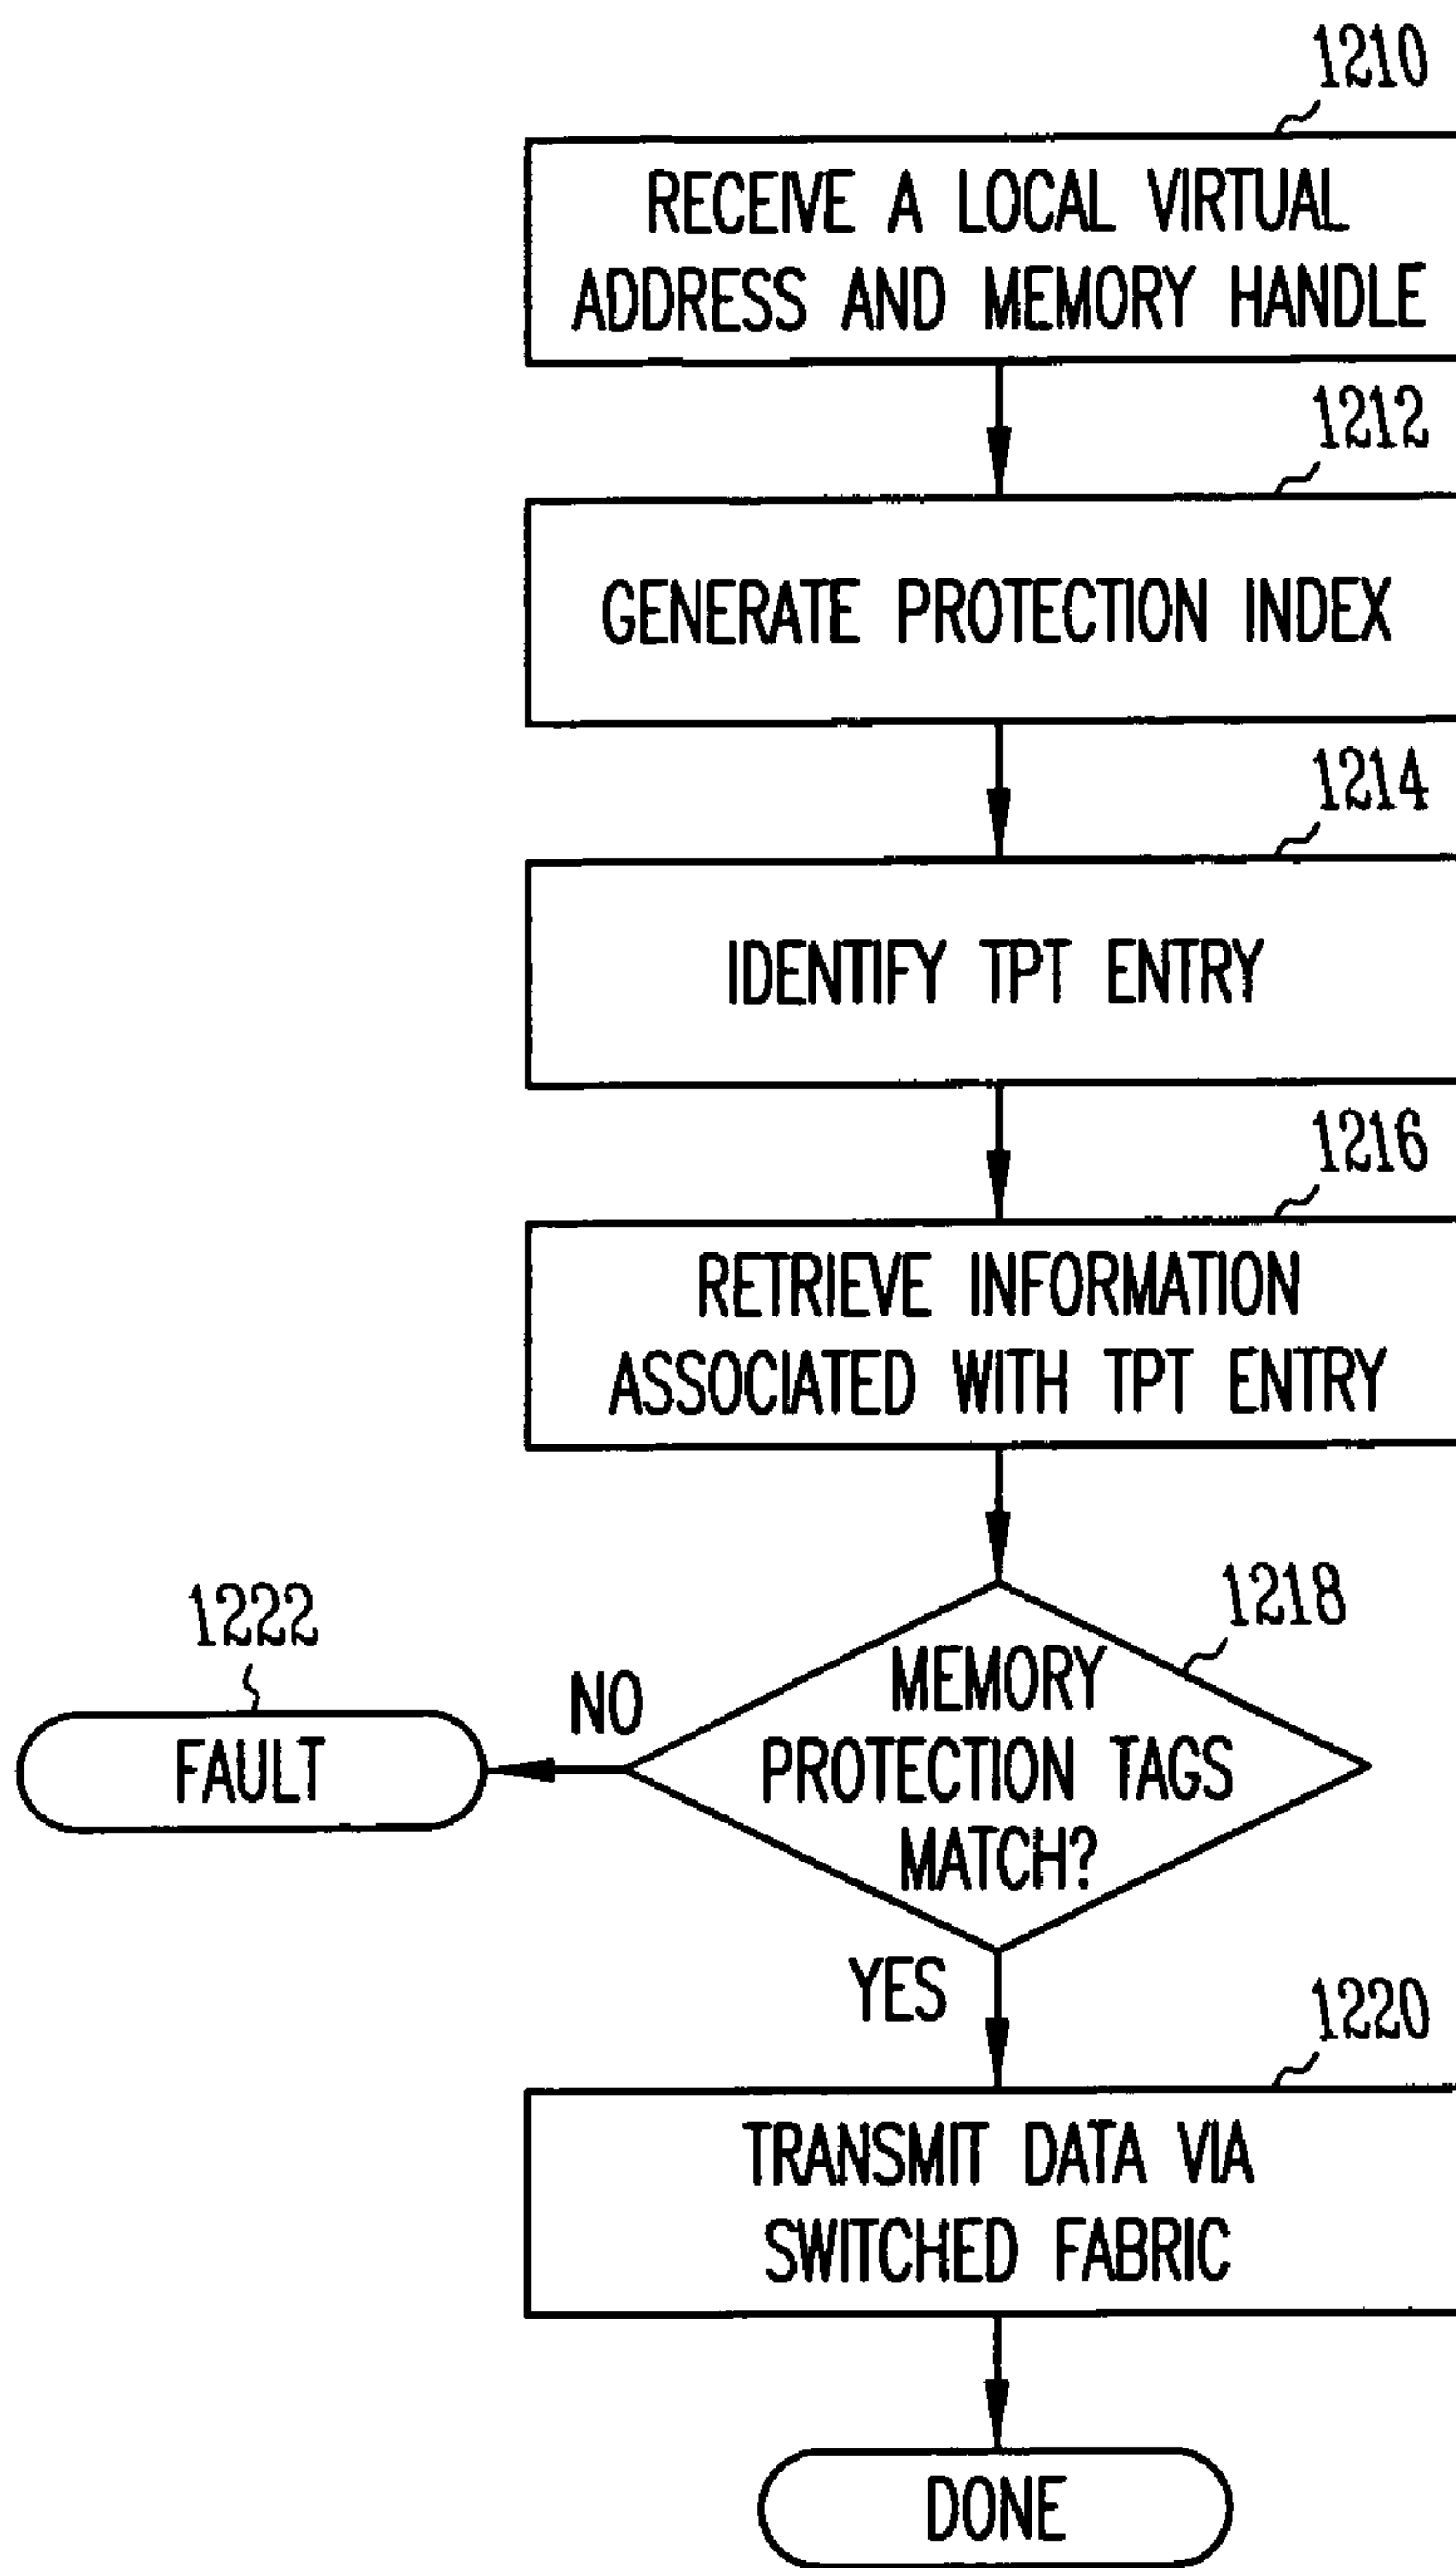 1210
RECEIVE A LOCAL VIRTUAL
ADDRESS AND MEMORY HANDLE
1212
GENERATE PROTECTION INDEX
1214
IDENTIFY TPT ENTRY
1216
RETRIEVE INFORMATION
ASSOCIATED WITH TPT ENTRY
1218
MEMORY
PROTECTION TAGS
MATCH?
NO
1222
FAULT
YES
1220
TRANSMIT DATA VIA
SWITCHED FABRIC
DONE